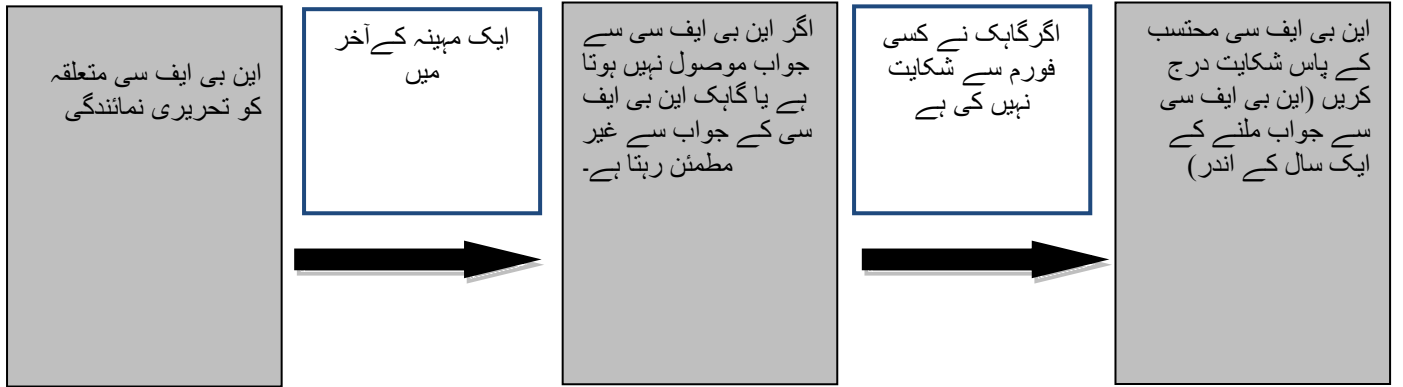 این بی ایف سی متعلقہ
کو تحریری نمائندگی
ایک مہینہ کےآخر
میں
اگر این بی ایف سی سے
جواب موصول نہیں ہوتا
ہے یا گاہک این بی ایف
سی کے جواب سے غیر
مطمئن رہتا ہے۔
اگرگاہک نے کسی
فورم سے شکایت
نہیں کی ہے
این بی ایف سی محتسب
کے پاس شکایت درج
کریں (این بی ایف سی
سے جواب ملنے کے
ایک سال کے اندر)